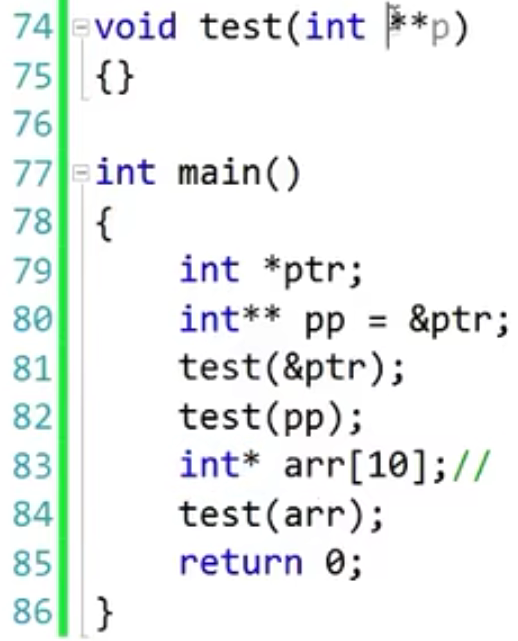 74 void test(int **p)
75 {}
76
77 int main()
78 {
79 int *ptr;
80 int** pp = &ptr;
81 test(&ptr);
82 test(pp);
83 int* arr[10];//
84 test(arr);
85 return 0;
86 }